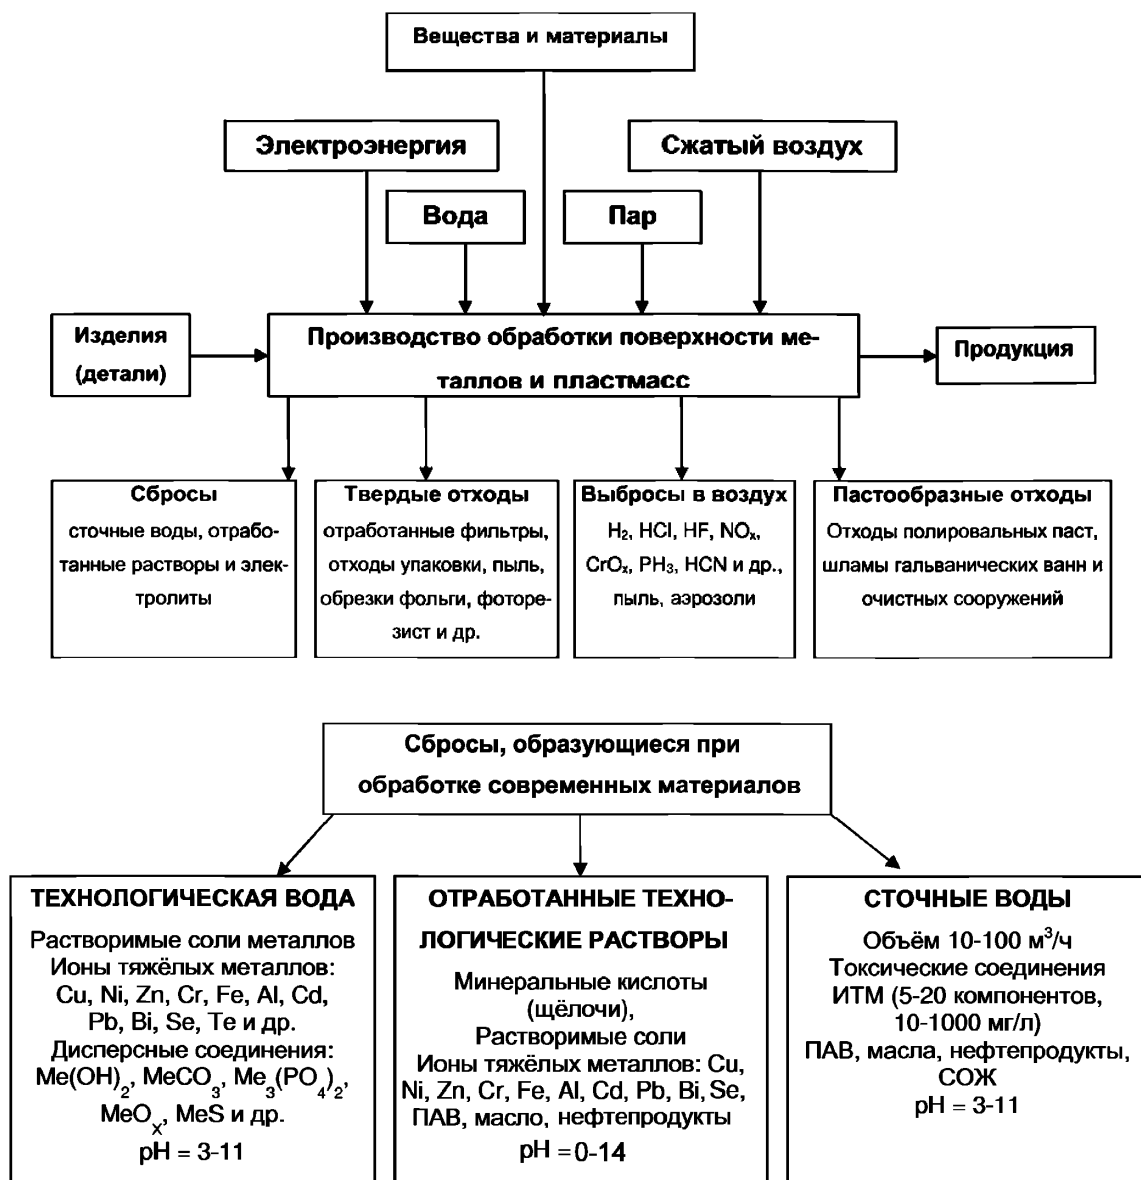 Вещества и материалы
Электроэнергия
Сжатый воздух
Вода
Пар
Изделия
(детали)
Производство обработки поверхности ме-
таллов и пластмасс
Продукция
Сбросы
сточные воды, отрабо-
танные растворы и элек-
тролиты
Твердые отходы
отработанные фильтры,
отходы упаковки, пыль,
обрезки фольги, фоторе-
зист и др.
Выбросы в воздух
H₂, HCl, HF, NOₓ,
CrOₓ, PH₃, HCN и др.,
пыль, аэрозоли
Пастообразные отходы
Отходы полировальных паст,
шламы гальванических ванн и
очистных сооружений
Сбросы, образующиеся при
обработке современных материалов
ТЕХНОЛОГИЧЕСКАЯ ВОДА
Растворимые соли металлов
Ионы тяжёлых металлов:
Cu, Ni, Zn, Cr, Fe, Al, Cd,
Pb, Bi, Se, Te и др.
Дисперсные соединения:
Me(OH)₂, MeCO₃, Me₃(PO₄)₂,
MeOₓ, MeS и др.
pH = 3-11
ОТРАБОТАННЫЕ ТЕХНО-
ЛОГИЧЕСКИЕ РАСТВОРЫ
Минеральные кислоты
(щёлочи),
Растворимые соли
Ионы тяжёлых металлов: Cu,
Ni, Zn, Cr, Fe, Al, Cd, Pb, Bi, Se,
ПАВ, масло, нефтепродукты
pH = 0-14
СТОЧНЫЕ ВОДЫ
Объём 10-100 м³/ч
Токсические соединения
ИТМ (5-20 компонентов,
10-1000 мг/л)
ПАВ, масла, нефтепродукты,
СОЖ
pH = 3-11